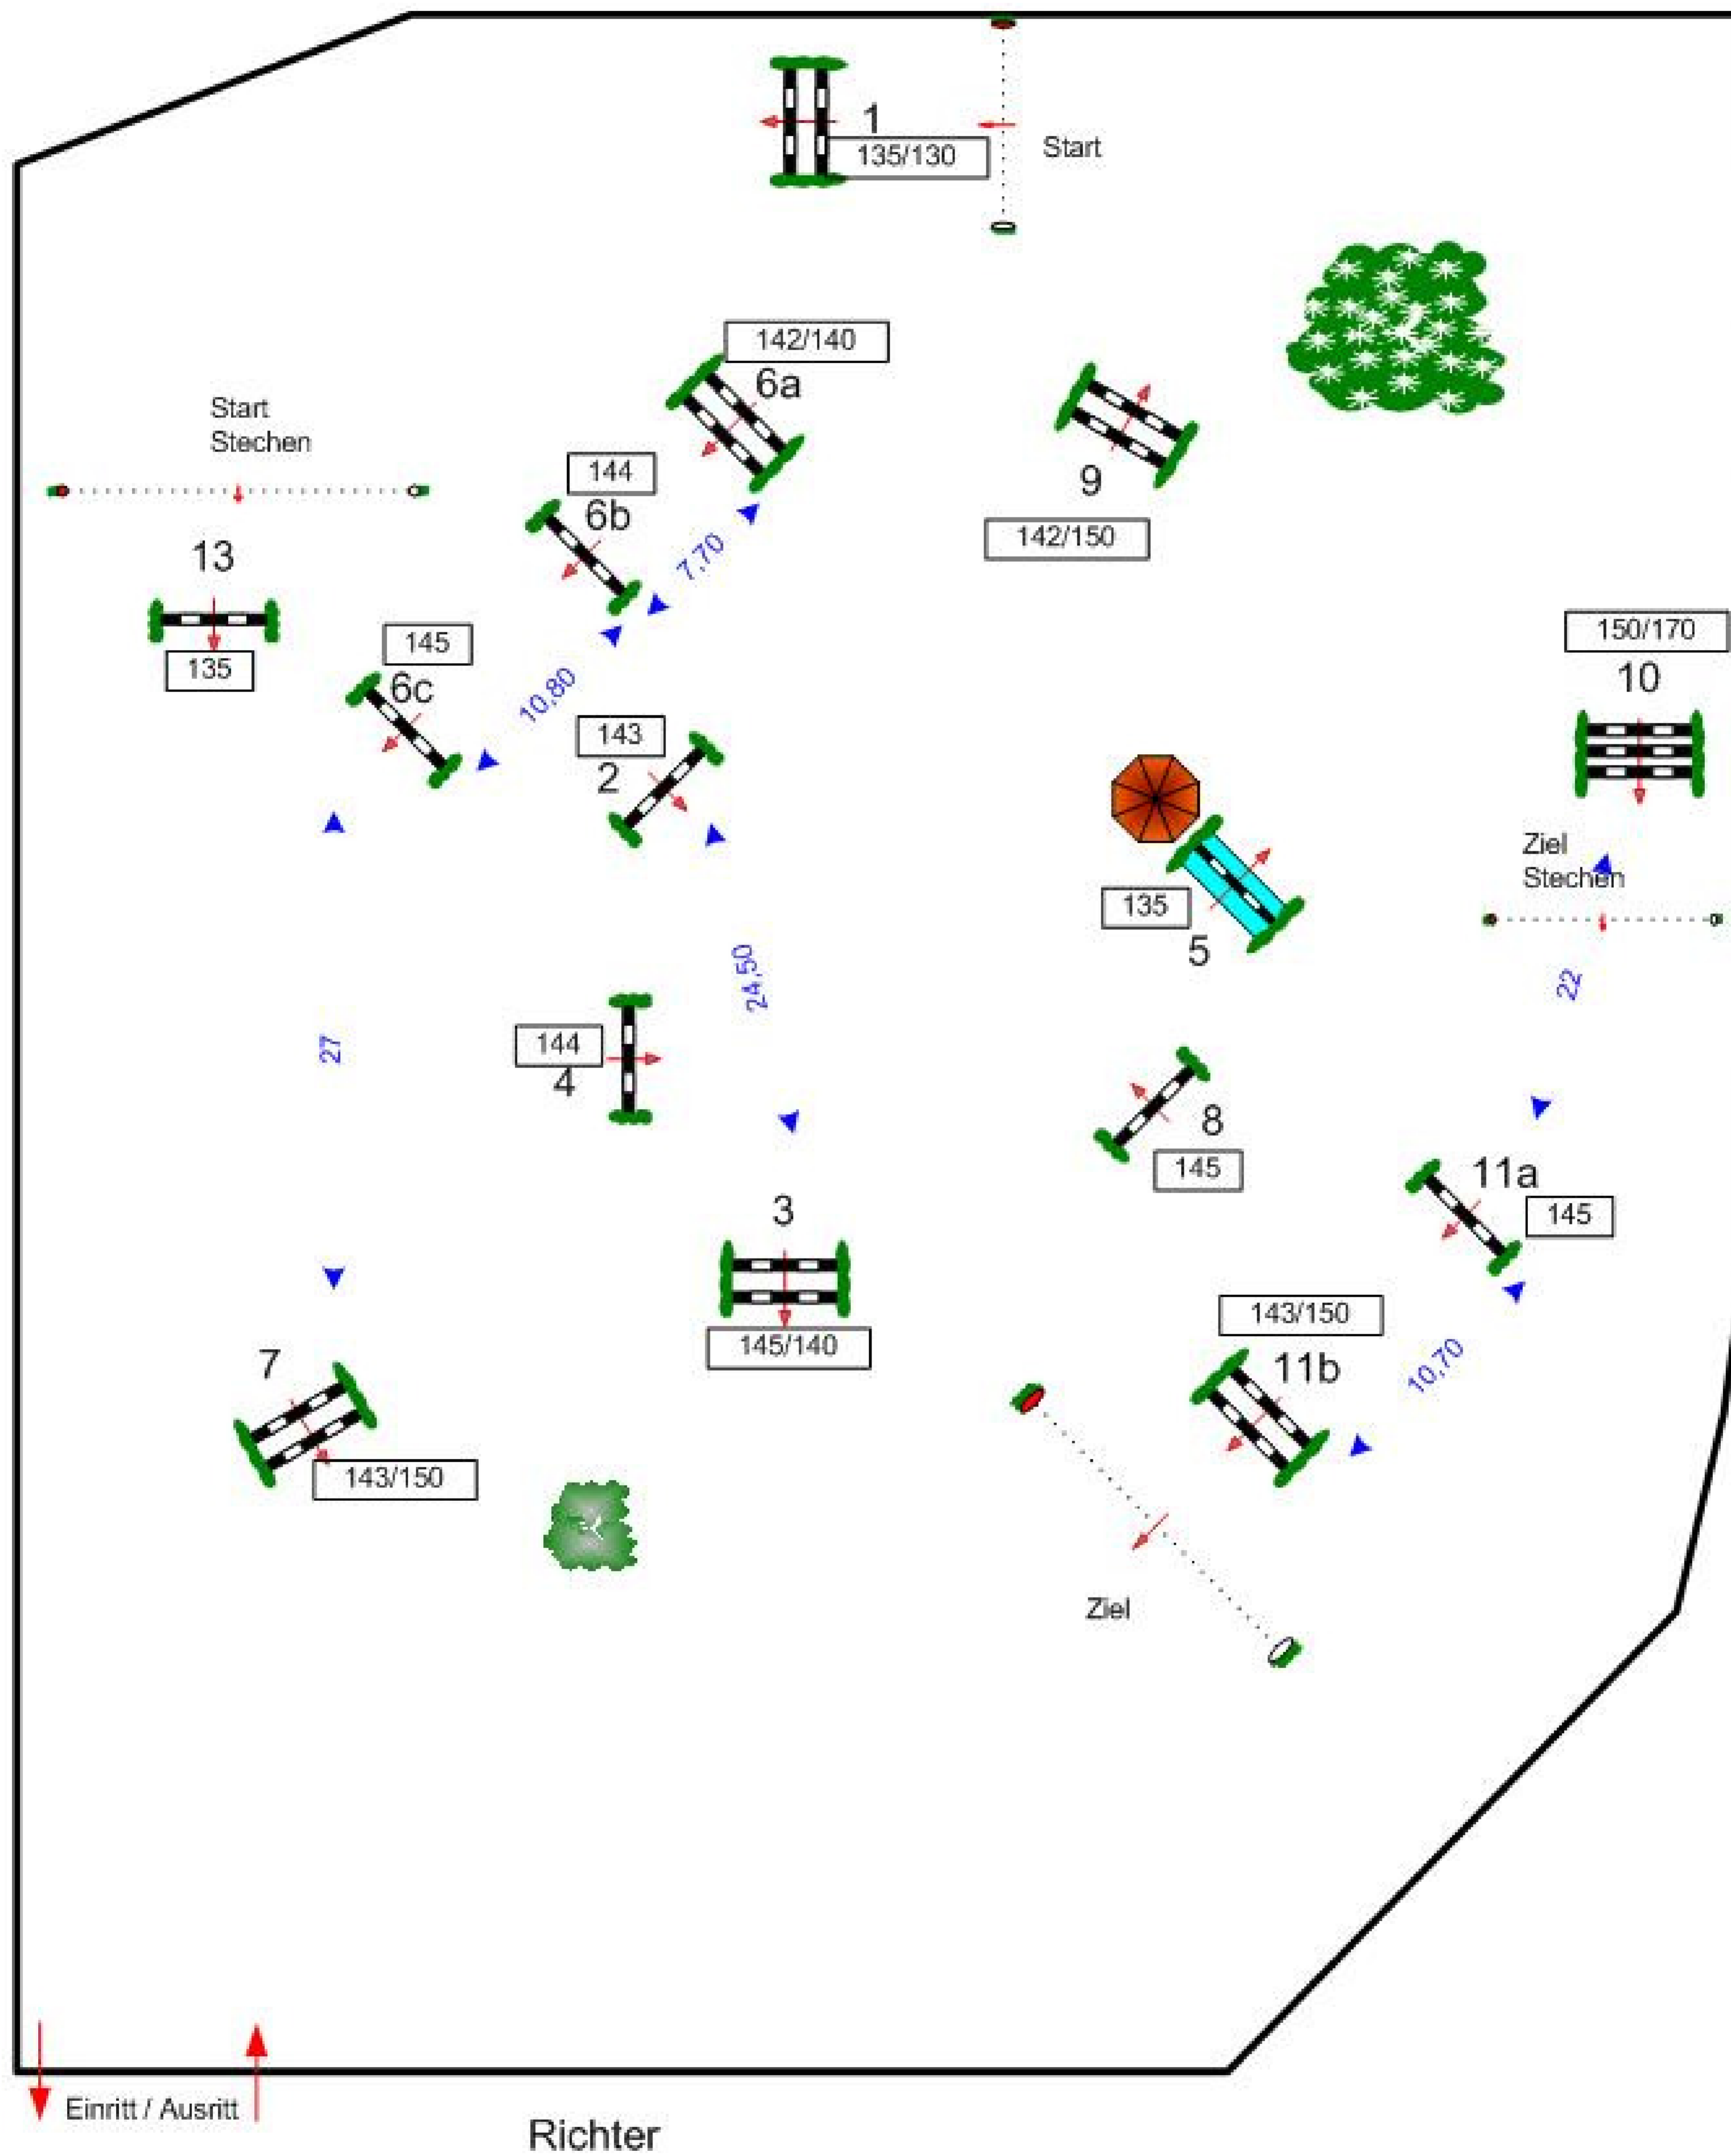 1
135/130
Start
142/140
6a
Start
Stechen
144
6b
9
142/150
7,70
13
135
145
6c
10,80
143
2
150/170
10
Ziel
Stechen
135
5
24,50
22
27
144
4
8
145
11a
145
3
145/140
143/150
11b
10,70
7
143/150
Ziel
Einritt / Ausritt
Richter